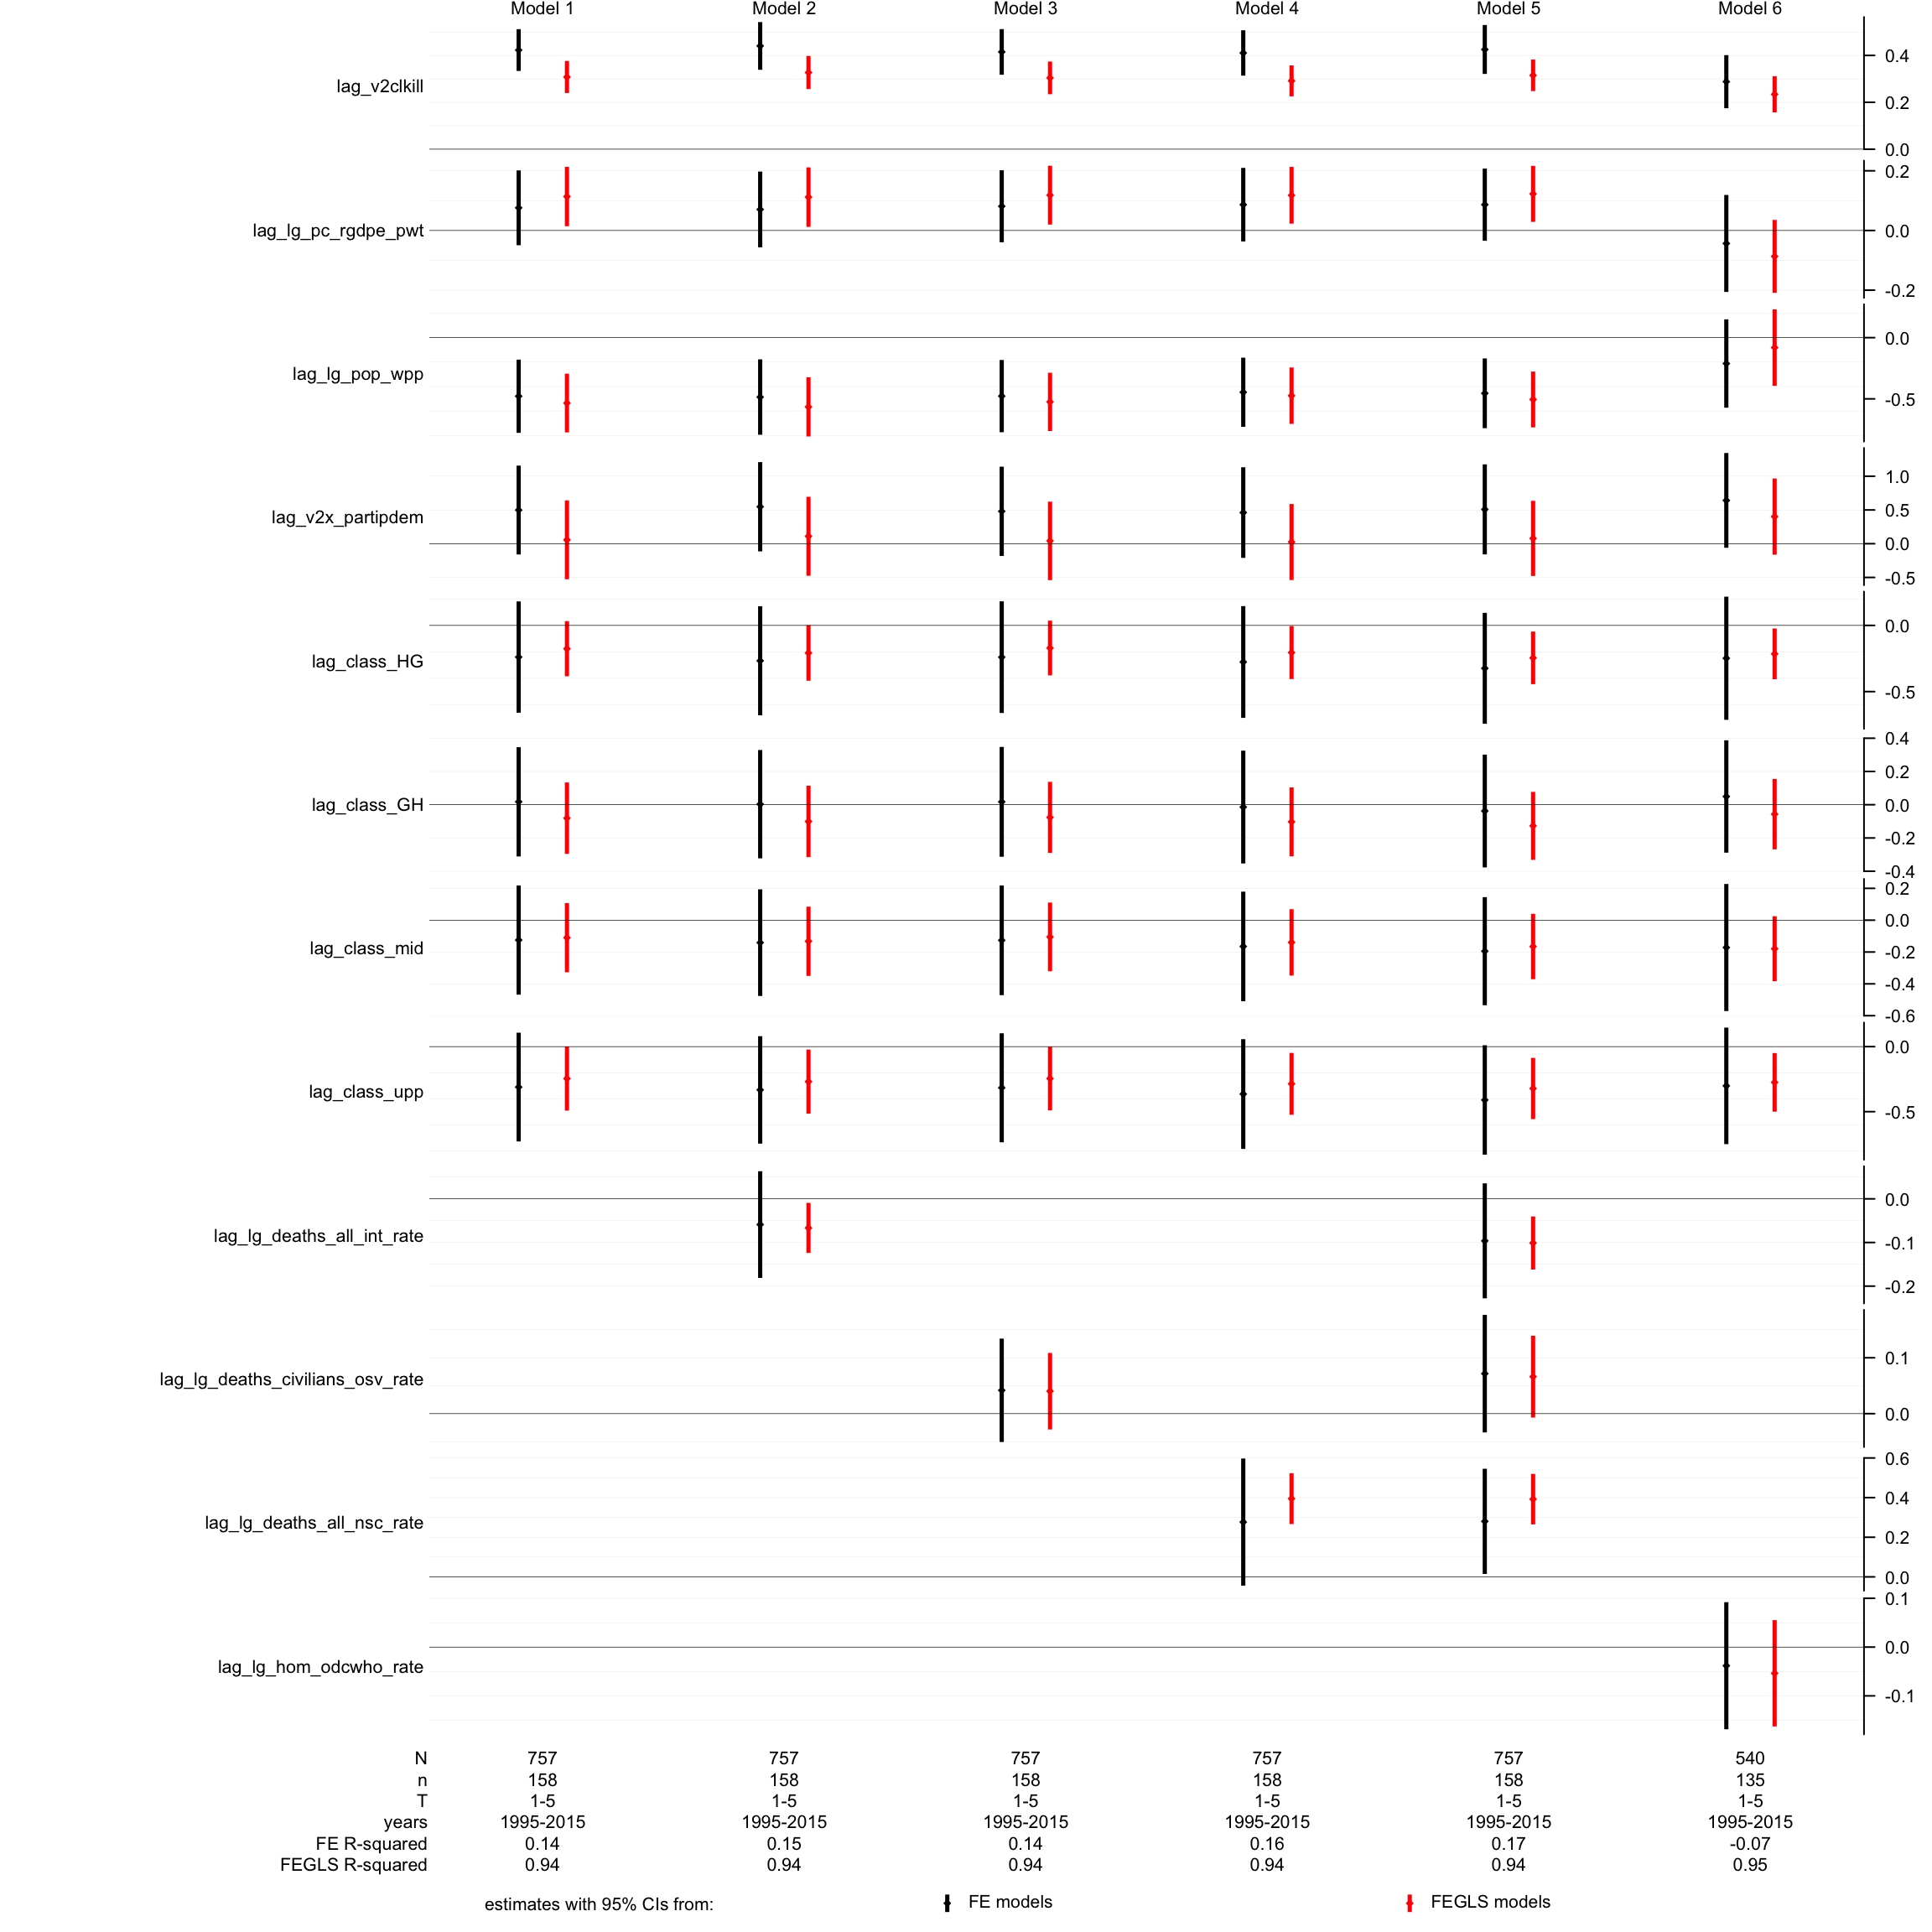 Model 1 Model 2 Model 3 Model 4 Model 5 Model 6
lag_v2clkill
0.4
0.2
0.0
lag_lg_pc_rgdpe_pwt
0.2
0.0
-0.2
lag_lg_pop_wpp
0.0
-0.5
lag_v2x_partipdem
1.0
0.5
0.0
-0.5
lag_class_HG
0.0
-0.5
lag_class_GH
0.4
0.2
0.0
-0.2
-0.4
lag_class_mid
0.2
0.0
-0.2
-0.4
-0.6
lag_class_upp
0.0
-0.5
lag_lg_deaths_all_int_rate
0.0
-0.1
-0.2
lag_lg_deaths_civilians_osv_rate
0.1
0.0
lag_lg_deaths_all_nsc_rate
0.6
0.4
0.2
0.0
lag_lg_hom_odcwho_rate
0.1
0.0
-0.1
N 757 757 757 757 757 540
n 158 158 158 158 158 135
T 1-5 1-5 1-5 1-5 1-5 1-5
years 1995-2015 1995-2015 1995-2015 1995-2015 1995-2015 1995-2015
FE R-squared 0.14 0.15 0.14 0.16 0.17 -0.07
FEGLS R-squared 0.94 0.94 0.94 0.94 0.94 0.95
estimates with 95% CIs from: FE models FEGLS models